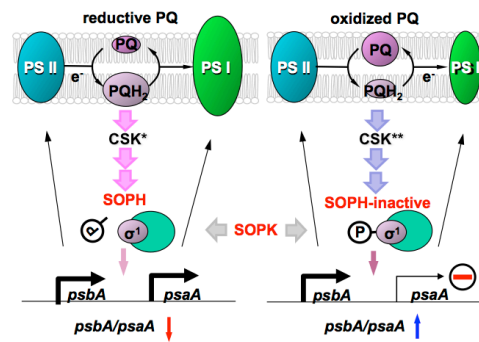 reductive PQ
PS II
PQ
PQH2
e-
PS I
CSK*
SOPH
P
σ1
psbA
psaA
psbA/psaA
SOPK
oxidized PQ
PS II
PQ
PQH2
e-
PS I
CSK**
SOPH-inactive
P
σ1
psbA
psaA
psbA/psaA